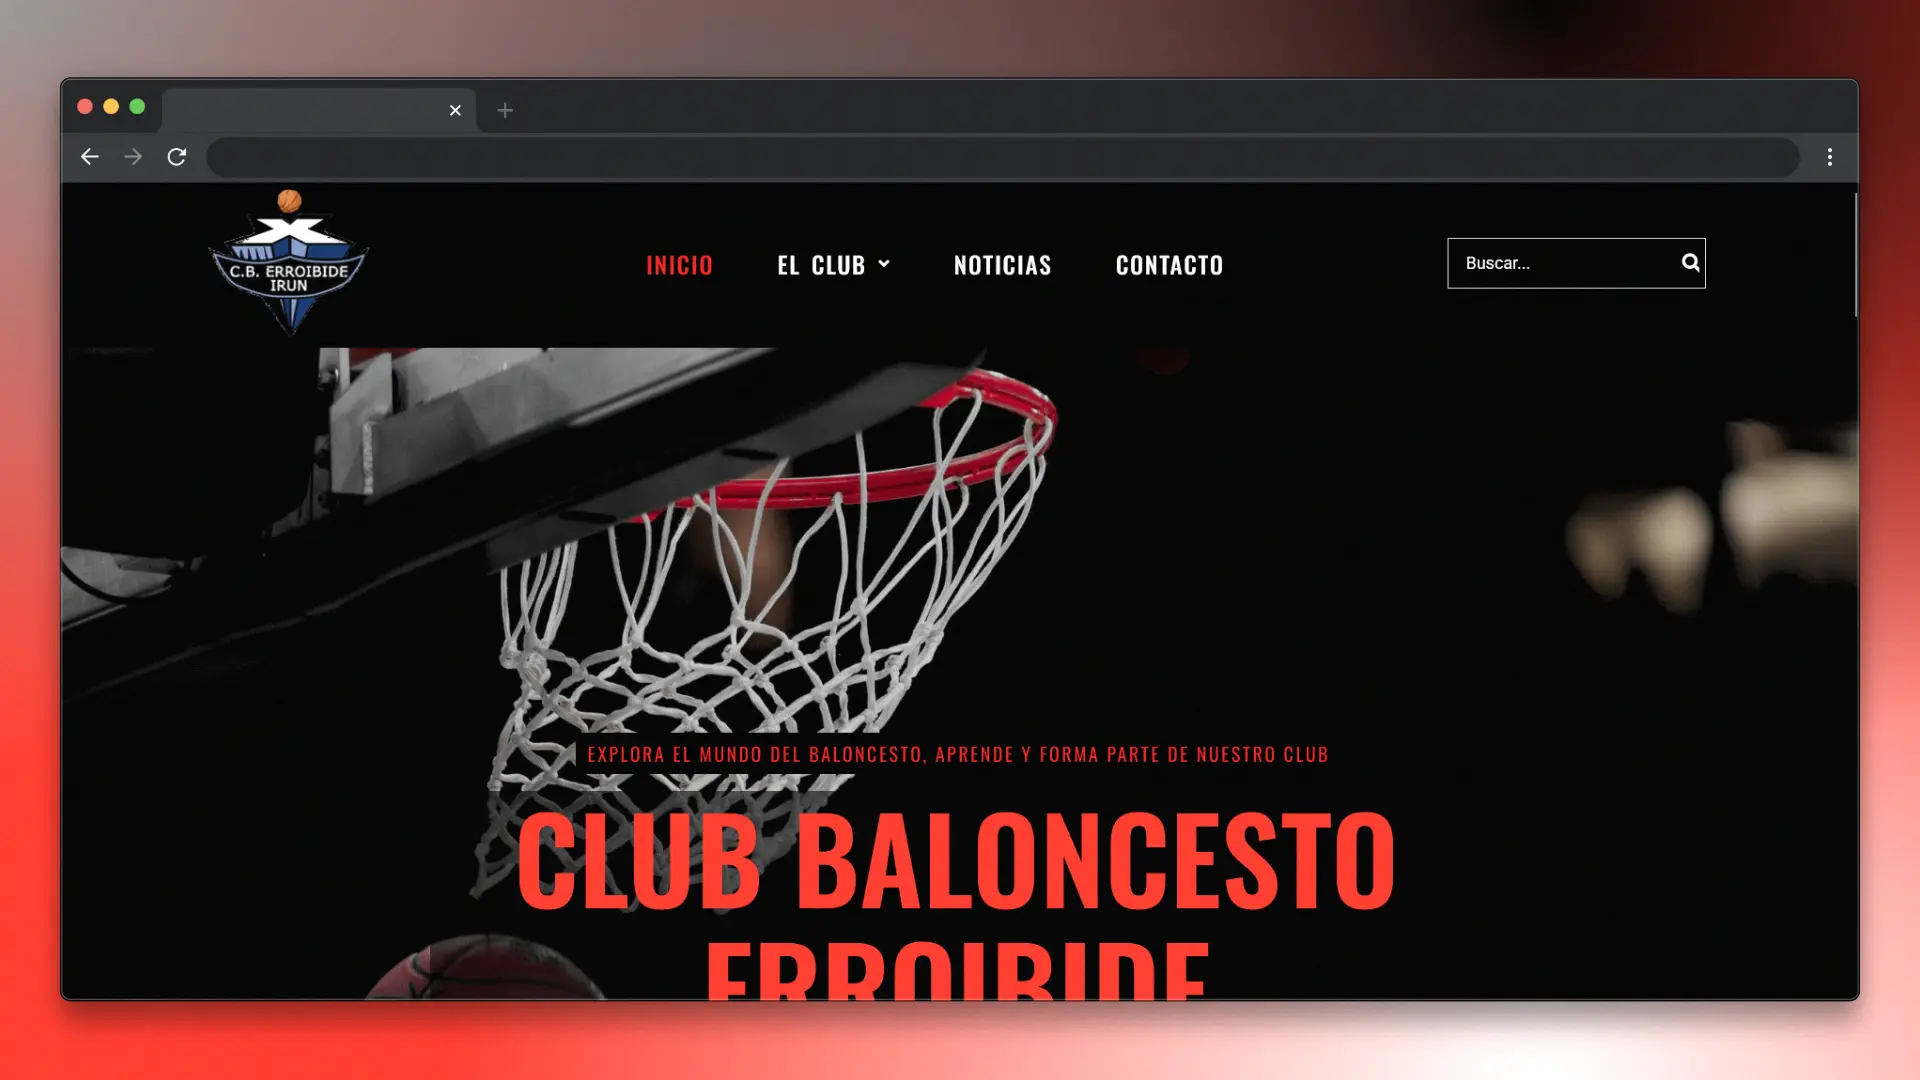 C.B. ERROIBIDE
IRUN
INICIO
EL CLUB
NOTICIAS
CONTACTO
Buscar...
EXPLORA EL MUNDO DEL BALONCESTO, APRENDE Y FORMA PARTE DE NUESTRO CLUB
CLUB BALONCESTO
ERROIBIDE